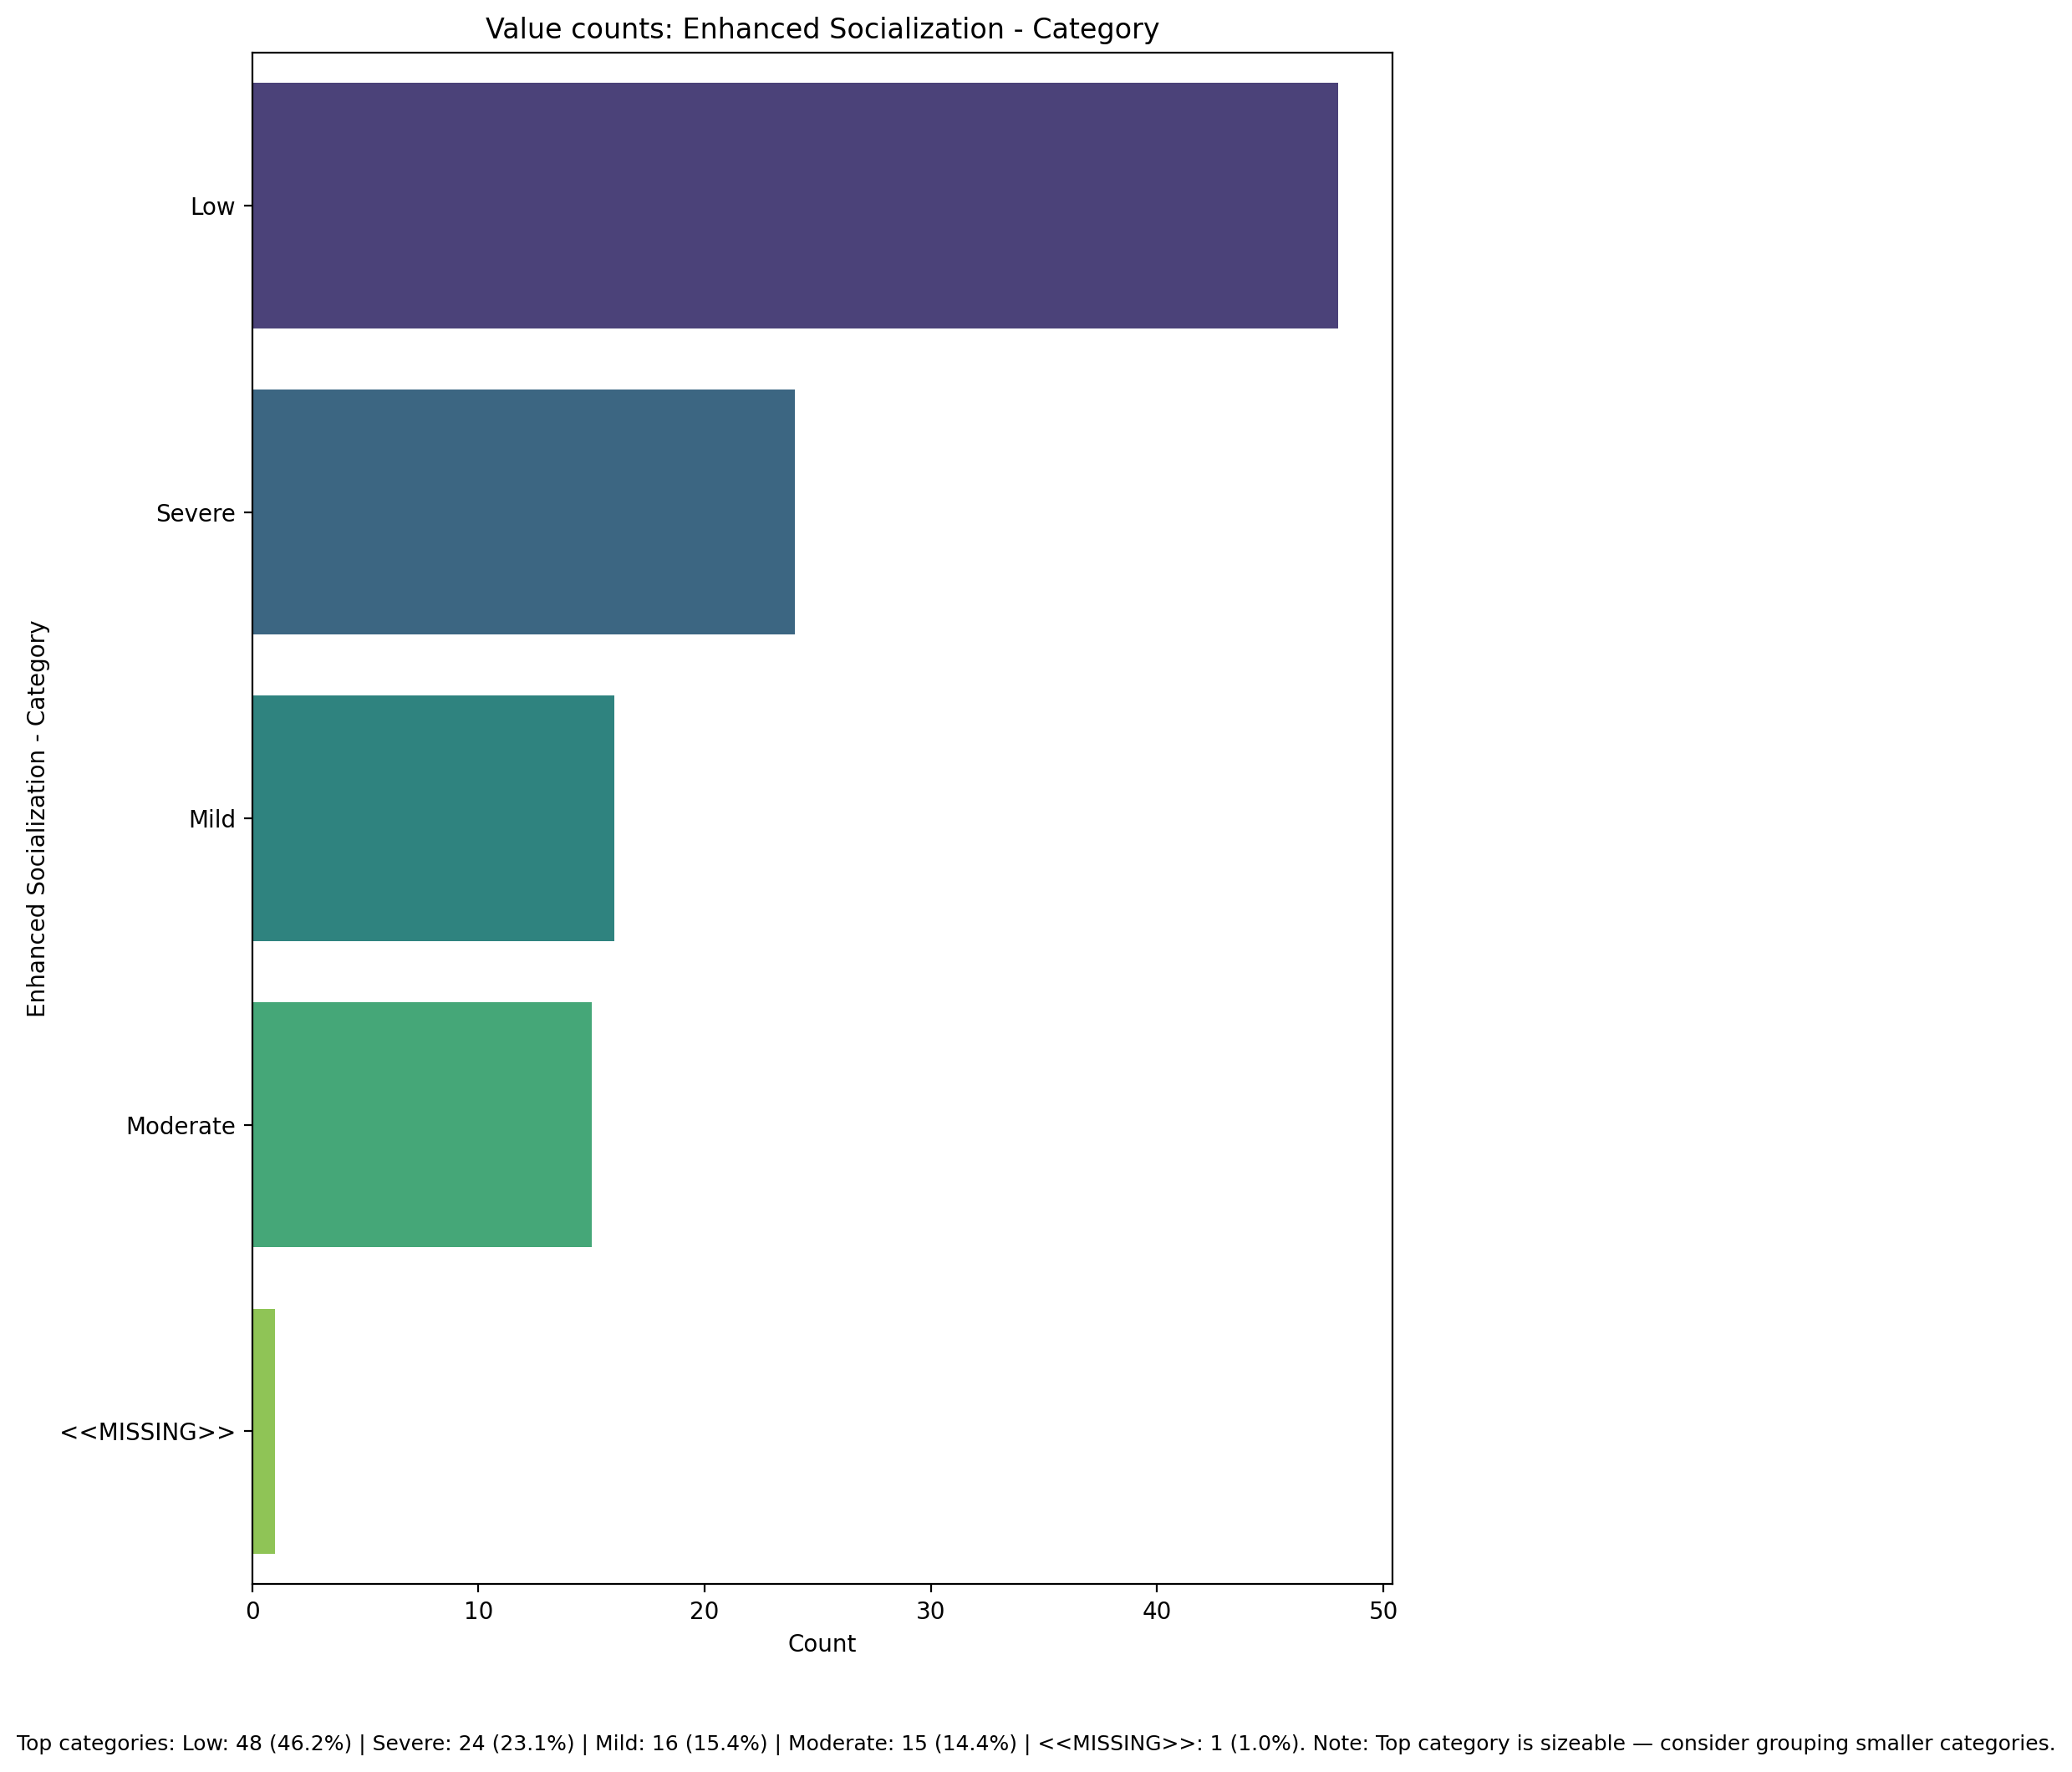 Value counts: Enhanced Socialization - Category
Enhanced Socialization - Category
Low
Severe
Mild
Moderate
<<MISSING>>
0 10 20 30 40 50
Count
Top categories: Low: 48 (46.2%) | Severe: 24 (23.1%) | Mild: 16 (15.4%) | Moderate: 15 (14.4%) | <<MISSING>>: 1 (1.0%). Note: Top category is sizeable — consider grouping smaller categories.